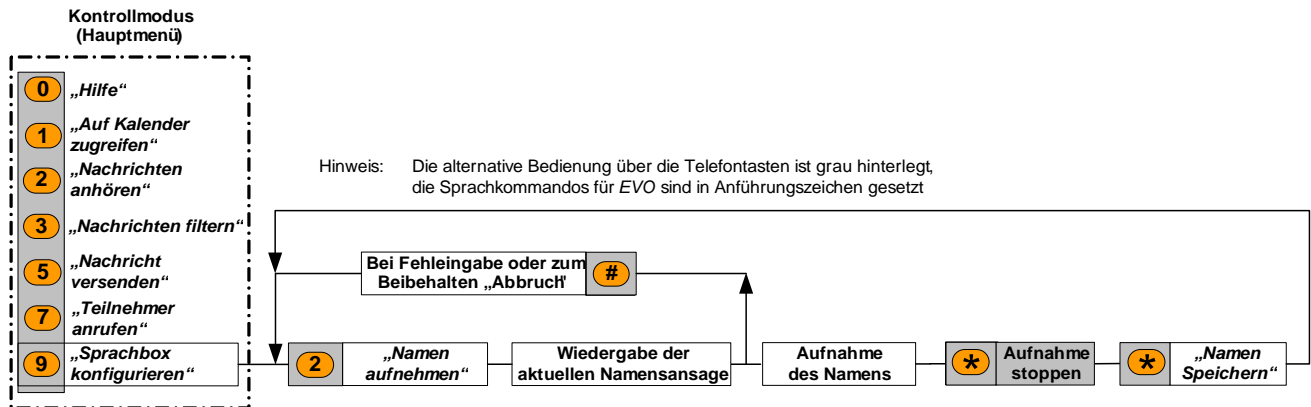 Kontrollmodus
(Hauptmenü)
0 „Hilfe“
1 „Auf Kalender
zugreifen“
2 „Nachrichten
anhören“
3 „Nachrichten filtern“
5 „Nachricht
versenden“
7 „Teilnehmer
anrufen“
9 „Sprachbox
konfigurieren“
Hinweis: Die alternative Bedienung über die Telefontasten ist grau hinterlegt,
die Sprachkommandos für EVO sind in Anführungszeichen gesetzt
Bei Fehleingabe oder zum
Beibehalten „Abbruch“
#
2 „Namen
aufnehmen“
Wiedergabe der
aktuellen Namensansage
Aufnahme
des Namens
* Aufnahme
stoppen
* „Namen
Speichern“